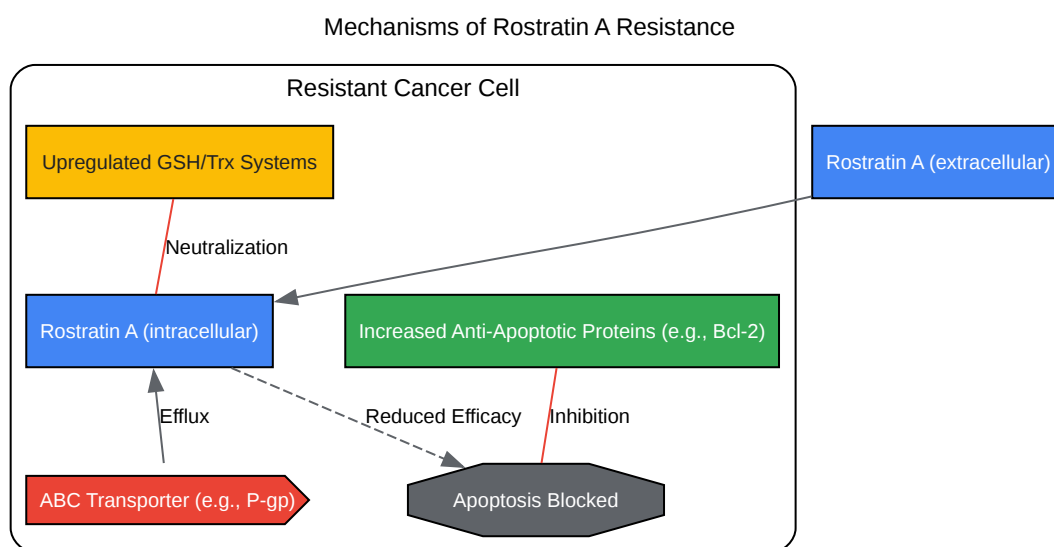 Mechanisms of Rostratin A Resistance
Resistant Cancer Cell
Upregulated GSH/Trx Systems
Rostratin A (extracellular)
Neutralization
Rostratin A (intracellular)
Increased Anti-Apoptotic Proteins (e.g., Bcl-2)
Efflux
Reduced Efficacy
Inhibition
ABC Transporter (e.g., P-gp)
Apoptosis Blocked